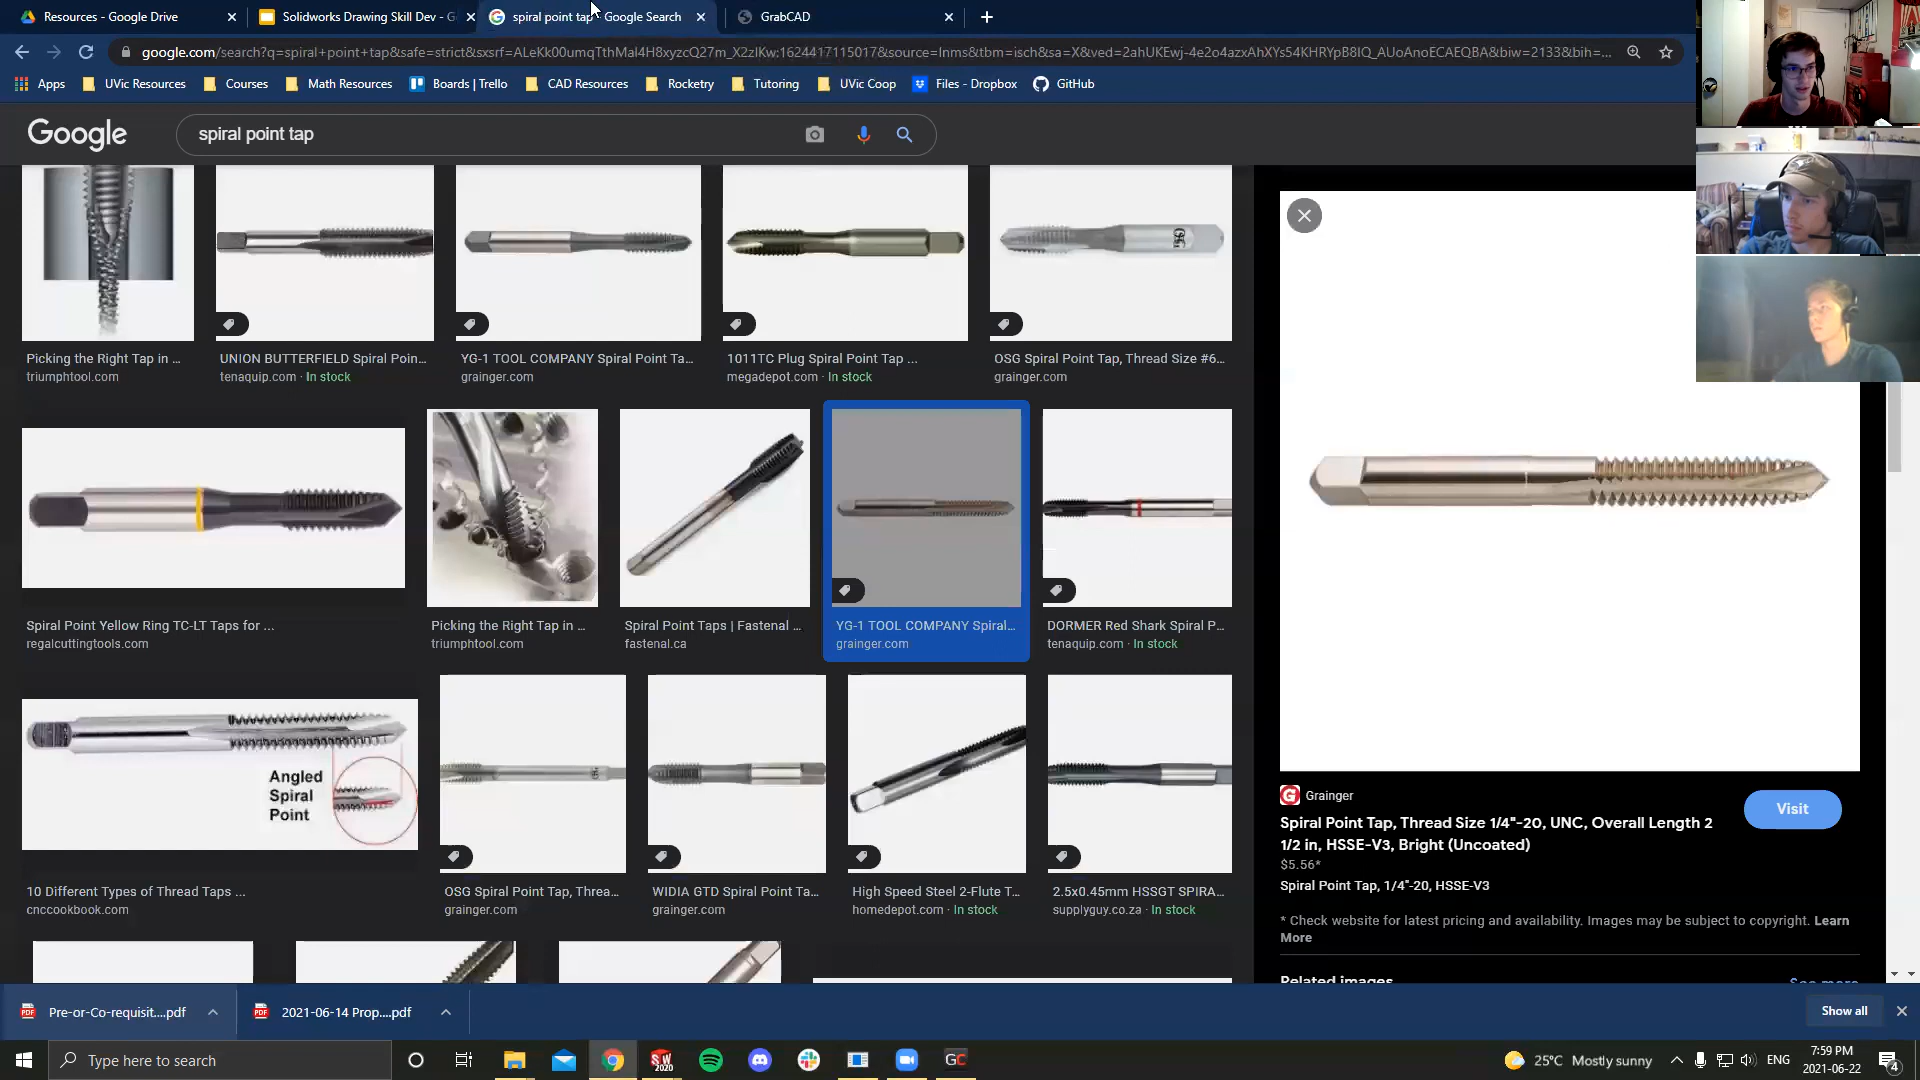 Resources - Google Drive
Solidworks Drawing Skill Dev - G
spiral point tap - Google Search
GrabCAD
google.com/search?q=spiral+point+tap&safe=strict&sxsrf=ALeKk00umqTthMal4H8xyzcQ27m_X2zIKw:1624417115017&source=lnms&tbm=isch&sa=X&ved=2ahUKEwj-4e2o4azxAhXYs54KHRYpB8IQ_AUoAnoECAEQBA&biw=2133&bih=...
Apps
UVic Resources
Courses
Math Resources
Boards | Trello
CAD Resources
Rocketry
Tutoring
UVic Coop
Files - Dropbox
GitHub
Google
spiral point tap
Picking the Right Tap in ...
triumphtool.com
UNION BUTTERFIELD Spiral Poin...
tenaquip.com · In stock
YG-1 TOOL COMPANY Spiral Point Ta...
grainger.com
1011TC Plug Spiral Point Tap ...
megadepot.com · In stock
OSG Spiral Point Tap, Thread Size #6...
grainger.com
Spiral Point Yellow Ring TC-LT Taps for ...
regalcuttingtools.com
Picking the Right Tap in ...
triumphtool.com
Spiral Point Taps | Fastenal ...
fastenal.ca
YG-1 TOOL COMPANY Spiral...
grainger.com
DORMER Red Shark Spiral P...
tenaquip.com · In stock
Angled
Spiral
Point
10 Different Types of Thread Taps ...
cnccookbook.com
OSG Spiral Point Tap, Threa...
grainger.com
WIDIA GTD Spiral Point Ta...
grainger.com
High Speed Steel 2-Flute T...
homedepot.com · In stock
2.5x0.45mm HSSGT SPIRA...
supplyguy.co.za · In stock
G Grainger
Visit
Spiral Point Tap, Thread Size 1/4"-20, UNC, Overall Length 2
1/2 in, HSSE-V3, Bright (Uncoated)
$5.56*
Spiral Point Tap, 1/4"-20, HSSE-V3
* Check website for latest pricing and availability. Images may be subject to copyright. Learn
More
Related images
See more
Pre-or-Co-requisit....pdf
2021-06-14 Prop....pdf
Show all
Type here to search
SW
2020
GC
25°C Mostly sunny
ENG
7:59 PM
2021-06-22
4